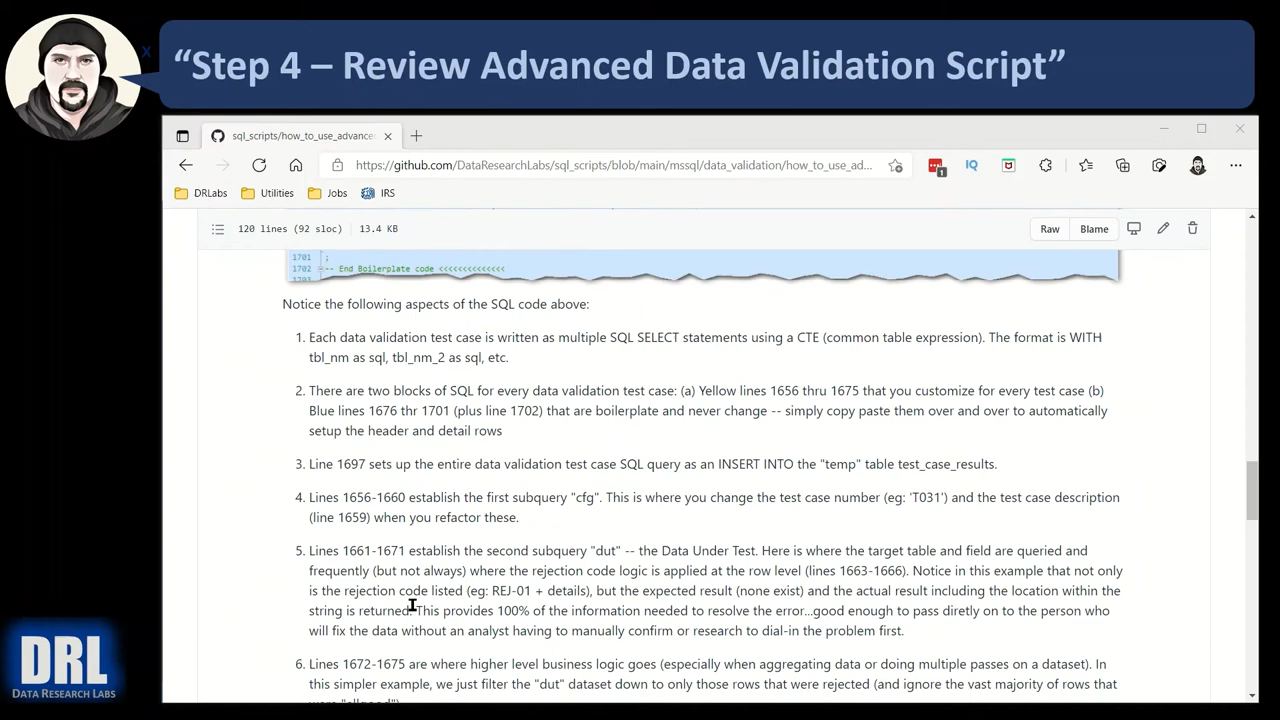 “Step 4 – Review Advanced Data Validation Script”
x
sql_scripts/how_to_use_advance
https://github.com/DataResearchLabs/sql_scripts/blob/main/mssql/data_validation/how_to_use_ad...
1
IQ
DRLabs
Utilities
Jobs
IRS
120 lines (92 sloc)
13.4 KB
Raw
Blame
1701 ;
1702 -- End Boilerplate code <<<<<<<<<<<<<<
Notice the following aspects of the SQL code above:
1. Each data validation test case is written as multiple SQL SELECT statements using a CTE (common table expression). The format is WITH
tbl_nm as sql, tbl_nm_2 as sql, etc.
2. There are two blocks of SQL for every data validation test case: (a) Yellow lines 1656 thru 1675 that you customize for every test case (b)
Blue lines 1676 thr 1701 (plus line 1702) that are boilerplate and never change -- simply copy paste them over and over to automatically
setup the header and detail rows
3. Line 1697 sets up the entire data validation test case SQL query as an INSERT INTO the "temp" table test_case_results.
4. Lines 1656-1660 establish the first subquery "cfg". This is where you change the test case number (eg: 'T031') and the test case description
(line 1659) when you refactor these.
5. Lines 1661-1671 establish the second subquery "dut" -- the Data Under Test. Here is where the target table and field are queried and
frequently (but not always) where the rejection code logic is applied at the row level (lines 1663-1666). Notice in this example that not only
is the rejection code listed (eg: REJ-01 + details), but the expected result (none exist) and the actual result including the location within the
string is returned. This provides 100% of the information needed to resolve the error...good enough to pass diretly on to the person who
will fix the data without an analyst having to manually confirm or research to dial-in the problem first.
6. Lines 1672-1675 are where higher level business logic goes (especially when aggregating data or doing multiple passes on a dataset). In
this simpler example, we just filter the "dut" dataset down to only those rows that were rejected (and ignore the vast majority of rows that
DRL
DATA RESEARCH LABS